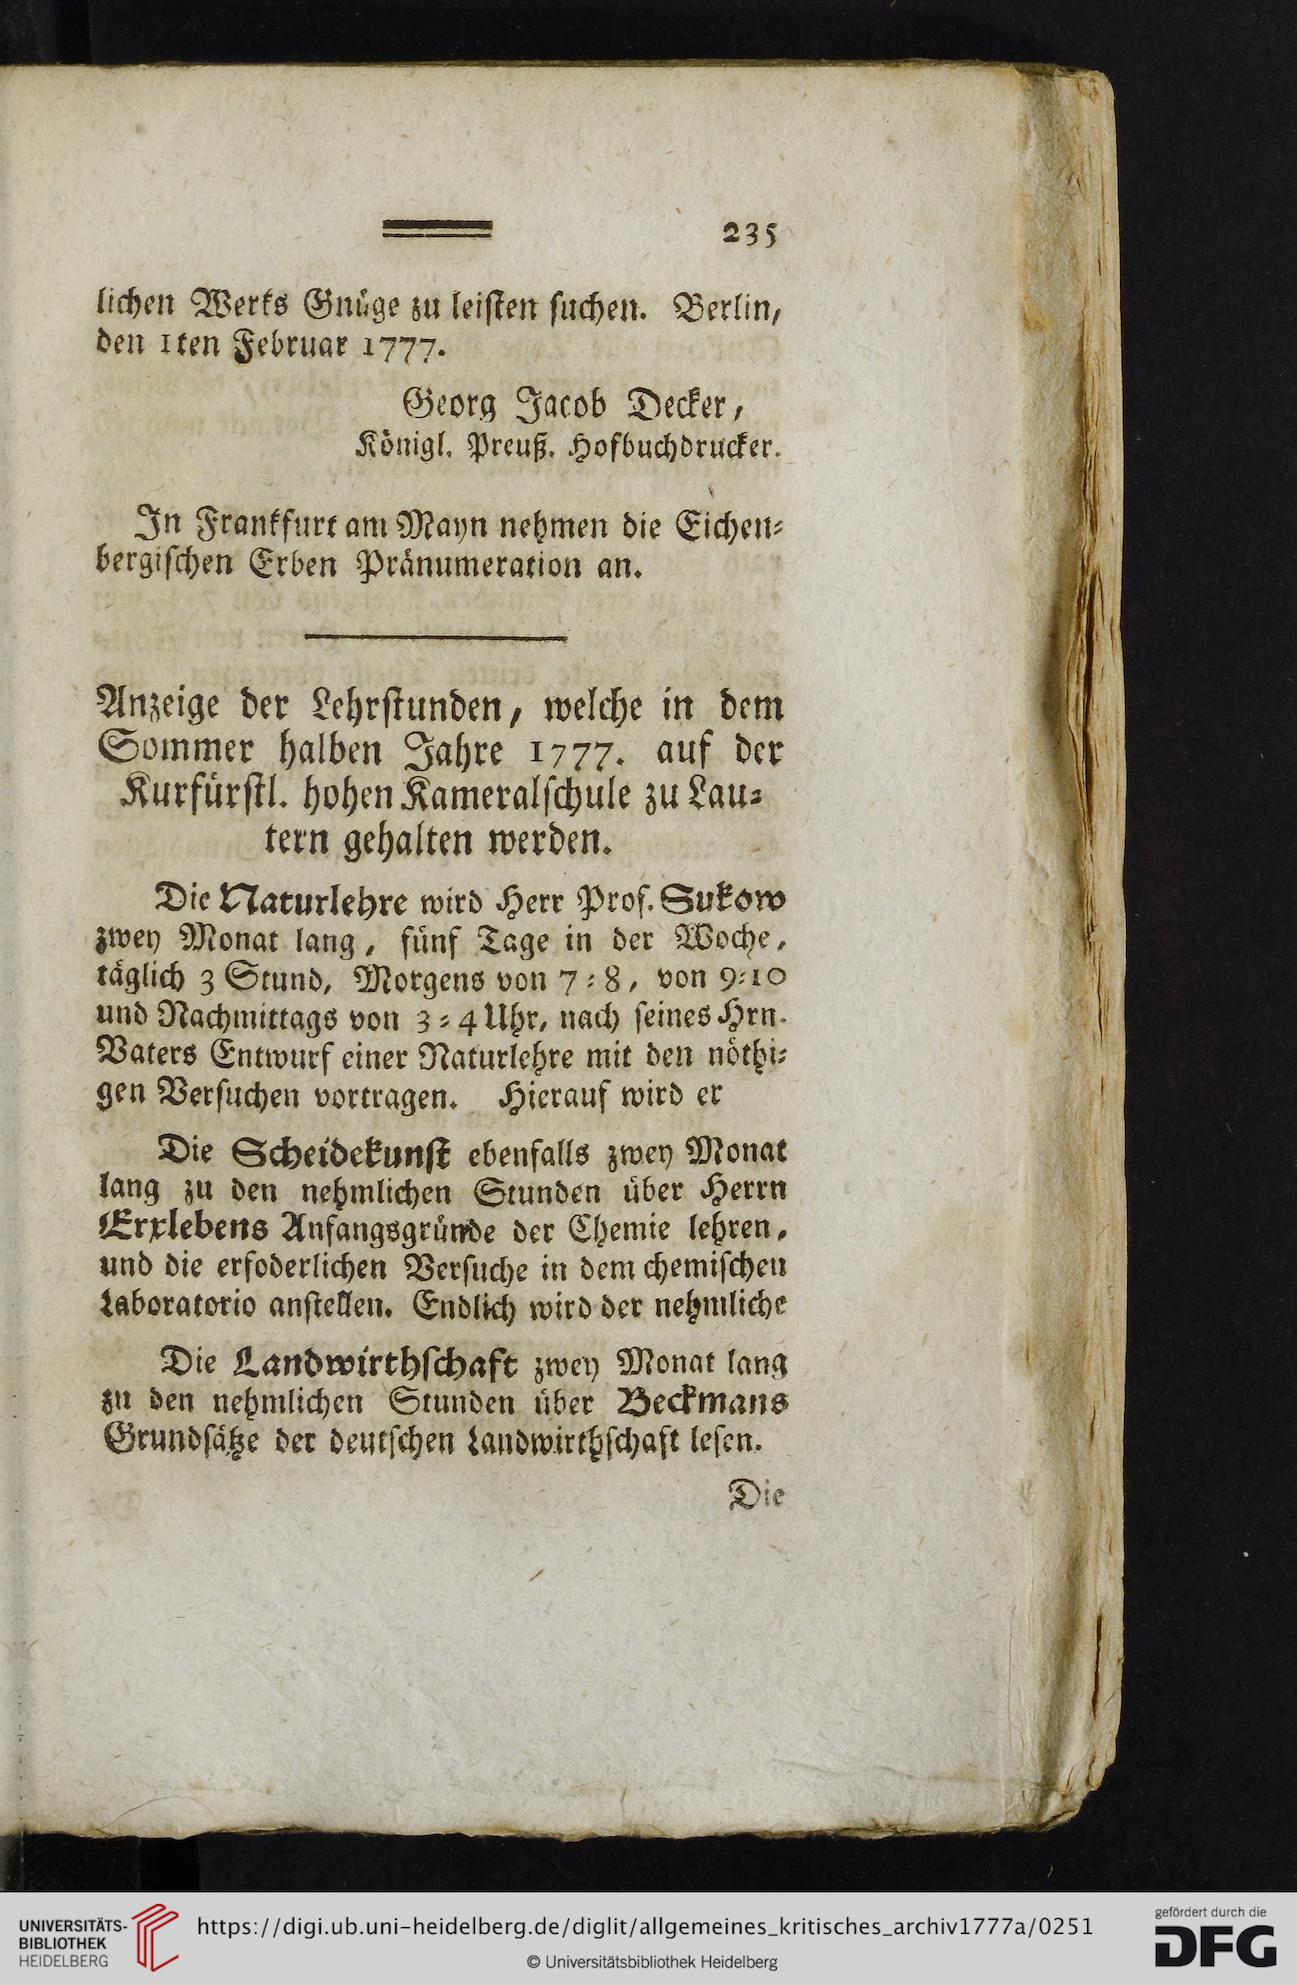 235
lichen Werks Gnüge zu leisten suchen. Berlin,
den 1ten Februar 1777.
Georg Jacob Decker,
Königl. Preuß. Hofbuchdrucker.
In Frankfurt am Mayn nehmen die Eichen⸗
bergischen Erben Pränumeration an.
Anzeige der Lehrstunden, welche in dem
Sommer halben Jahre 1777. auf der
Kurfürstl. hohen Kameralschule zu Lau⸗
tern gehalten werden.
Die Naturlehre wird Herr Prof. Sukow
zwey Monat lang, fünf Tage in der Woche,
täglich 3 Stund, Morgens von 7⸗8, von 9⸗10
und Nachmittags von 3⸗4 Uhr, nach seines Hrn.
Vaters Entwurf einer Naturlehre mit den nöthi⸗
gen Versuchen vortragen. Hierauf wird er
Die Scheidekunst ebenfalls zwey Monat
lang zu den nehmlichen Stunden über Herrn
Erxlebens Anfangsgründe der Chemie lehren,
und die erfoderlichen Versuche in dem chemischen
Laboratorio anstellen. Endlich wird der nehmliche
Die Landwirthschaft zwey Monat lang
zu den nehmlichen Stunden über Beckmans
Grundsätze der deutschen Landwirthschaft lesen.
Die
UNIVERSITÄTS-
BIBLIOTHEK
HEIDELBERG
https://digi.ub.uni-heidelberg.de/diglit/allgemeines_kritisches_archiv1777a/0251
© Universitätsbibliothek Heidelberg
gefördert durch die
DFG